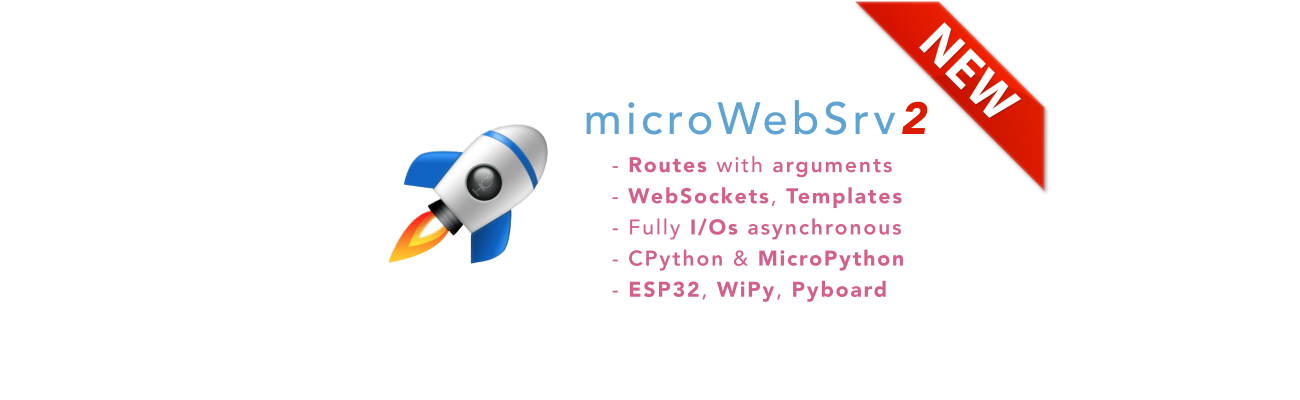 NEW
microWebSrv2
- Routes with arguments
- WebSockets, Templates
- Fully I/Os asynchronous
- CPython & MicroPython
- ESP32, WiPy, Pyboard